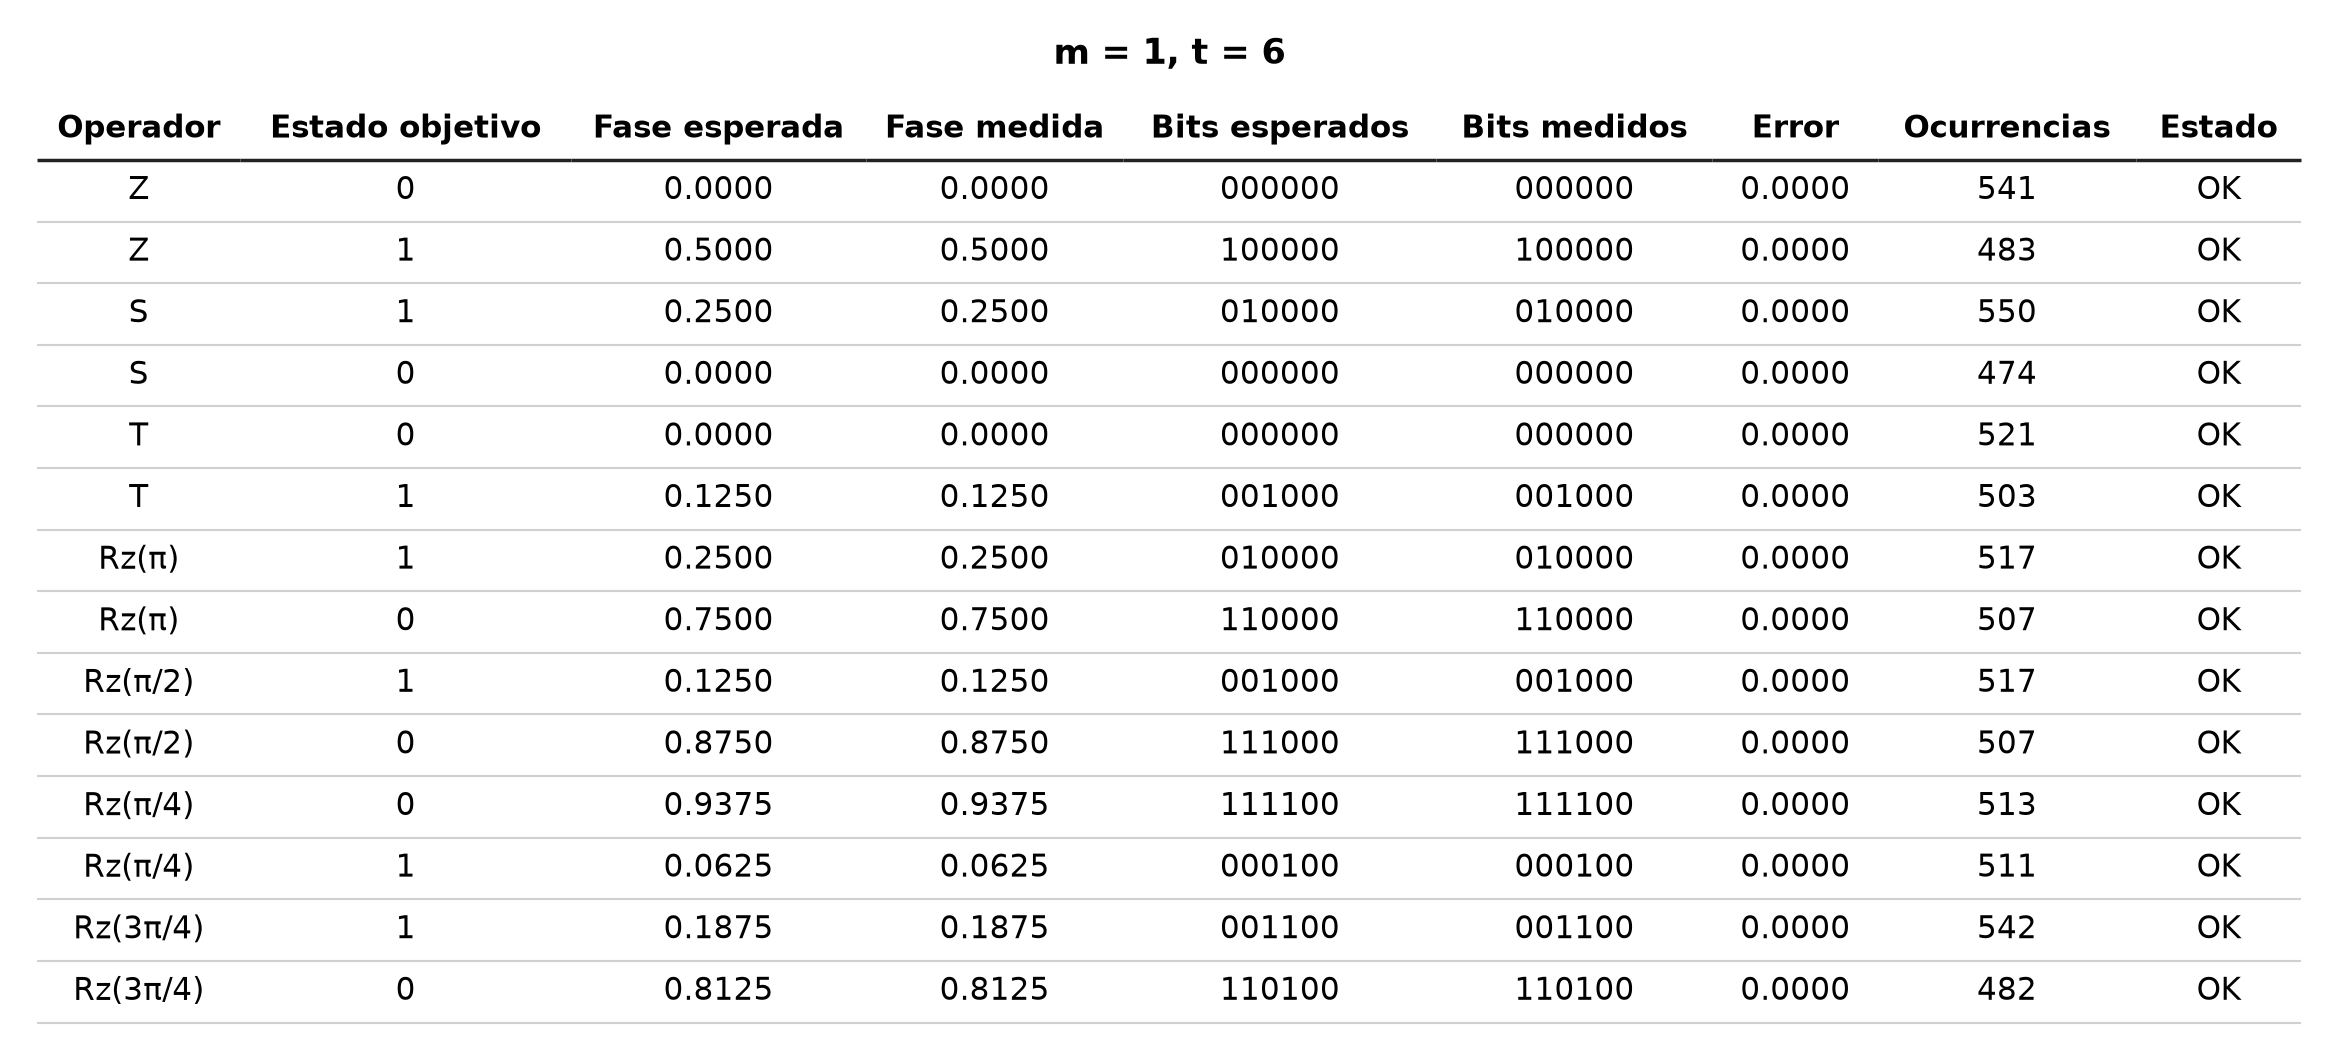 m = 1, t = 6
Operador Estado objetivo Fase esperada Fase medida Bits esperados Bits medidos Error Ocurrencias Estado
Z 0 0.0000 0.0000 000000 000000 0.0000 541 OK
Z 1 0.5000 0.5000 100000 100000 0.0000 483 OK
S 1 0.2500 0.2500 010000 010000 0.0000 550 OK
S 0 0.0000 0.0000 000000 000000 0.0000 474 OK
T 0 0.0000 0.0000 000000 000000 0.0000 521 OK
T 1 0.1250 0.1250 001000 001000 0.0000 503 OK
Rz(π) 1 0.2500 0.2500 010000 010000 0.0000 517 OK
Rz(π) 0 0.7500 0.7500 110000 110000 0.0000 507 OK
Rz(π/2) 1 0.1250 0.1250 001000 001000 0.0000 517 OK
Rz(π/2) 0 0.8750 0.8750 111000 111000 0.0000 507 OK
Rz(π/4) 0 0.9375 0.9375 111100 111100 0.0000 513 OK
Rz(π/4) 1 0.0625 0.0625 000100 000100 0.0000 511 OK
Rz(3π/4) 1 0.1875 0.1875 001100 001100 0.0000 542 OK
Rz(3π/4) 0 0.8125 0.8125 110100 110100 0.0000 482 OK